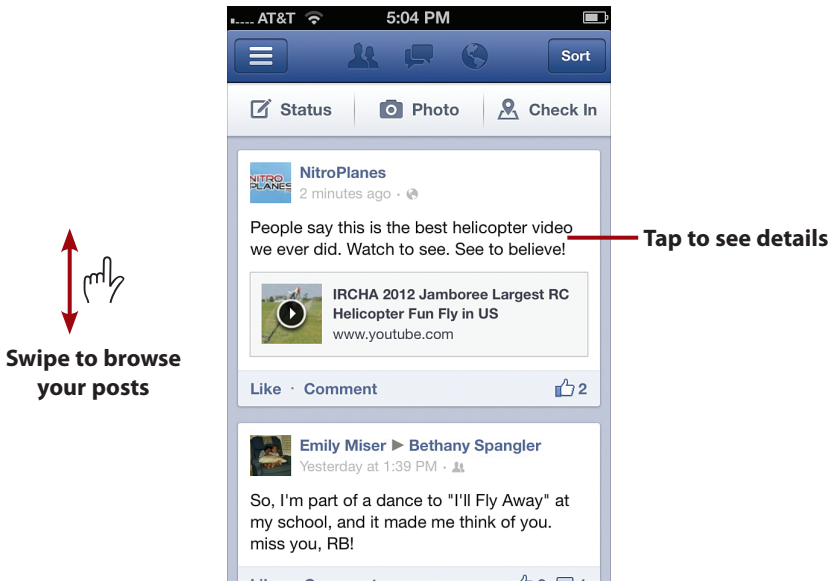 AT&T 5:04 PM
Sort
Status Photo Check In
NITRO
PLANES
NitroPlanes
2 minutes ago ·
People say this is the best helicopter video
we ever did. Watch to see. See to believe!
Tap to see details
IRCHA 2012 Jamboree Largest RC
Helicopter Fun Fly in US
www.youtube.com
Swipe to browse
your posts
Like · Comment 2
Emily Miser ▶ Bethany Spangler
Yesterday at 1:39 PM ·
So, I'm part of a dance to "I'll Fly Away" at
my school, and it made me think of you.
miss you, RB!